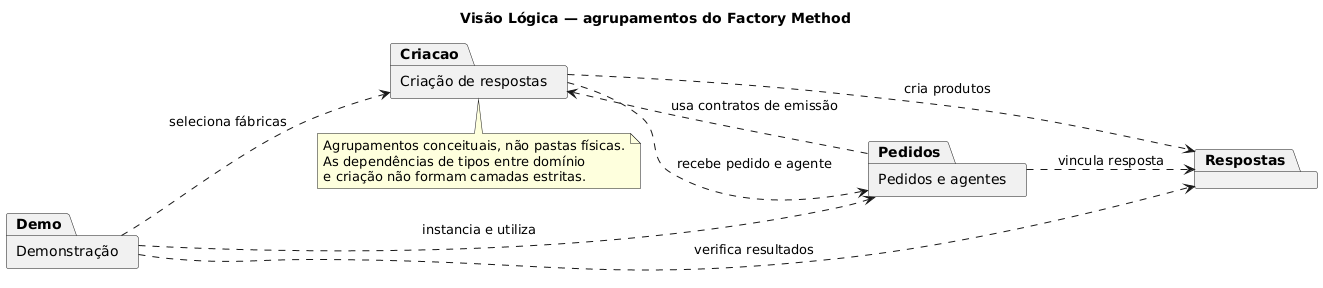 Visão Lógica — agrupamentos do Factory Method
Criacao
Criação de respostas
cria produtos
usa contratos de emissão
seleciona fábricas
Agrupamentos conceituais, não pastas físicas.
As dependências de tipos entre domínio
e criação não formam camadas estritas.
recebe pedido e agente
Pedidos
Pedidos e agentes
vincula resposta
Respostas
Demo
Demonstração
instancia e utiliza
verifica resultados